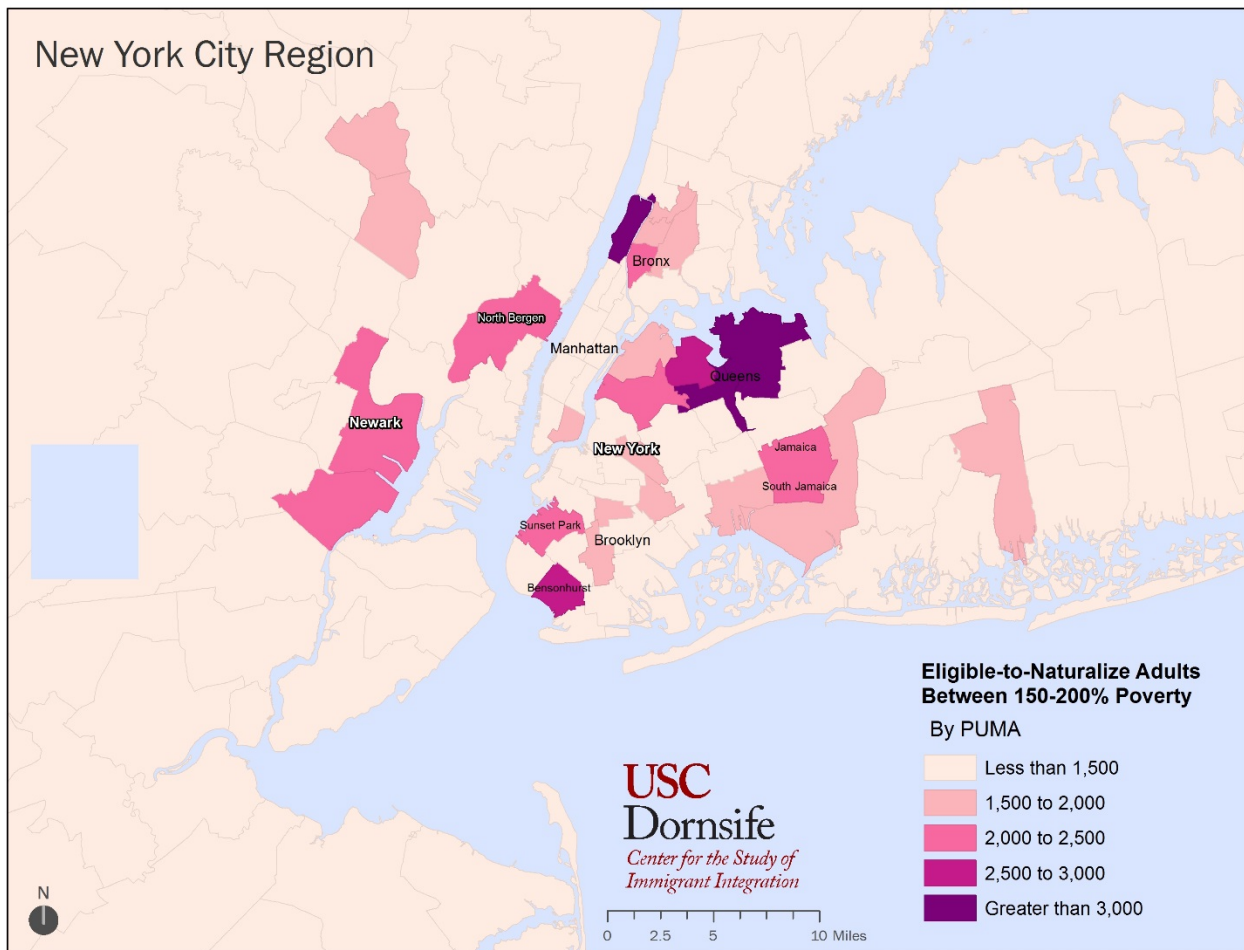 New York City Region
Bronx
North Bergen
Manhattan
Queens
Newark
New York
Jamaica
South Jamaica
Sunset Park
Brooklyn
Bensonhurst
Eligible-to-Naturalize Adults
Between 150-200% Poverty
By PUMA
Less than 1,500
1,500 to 2,000
2,000 to 2,500
2,500 to 3,000
Greater than 3,000
USC
Dornsife
Center for the Study of
Immigrant Integration
N
0 2.5 5 10 Miles